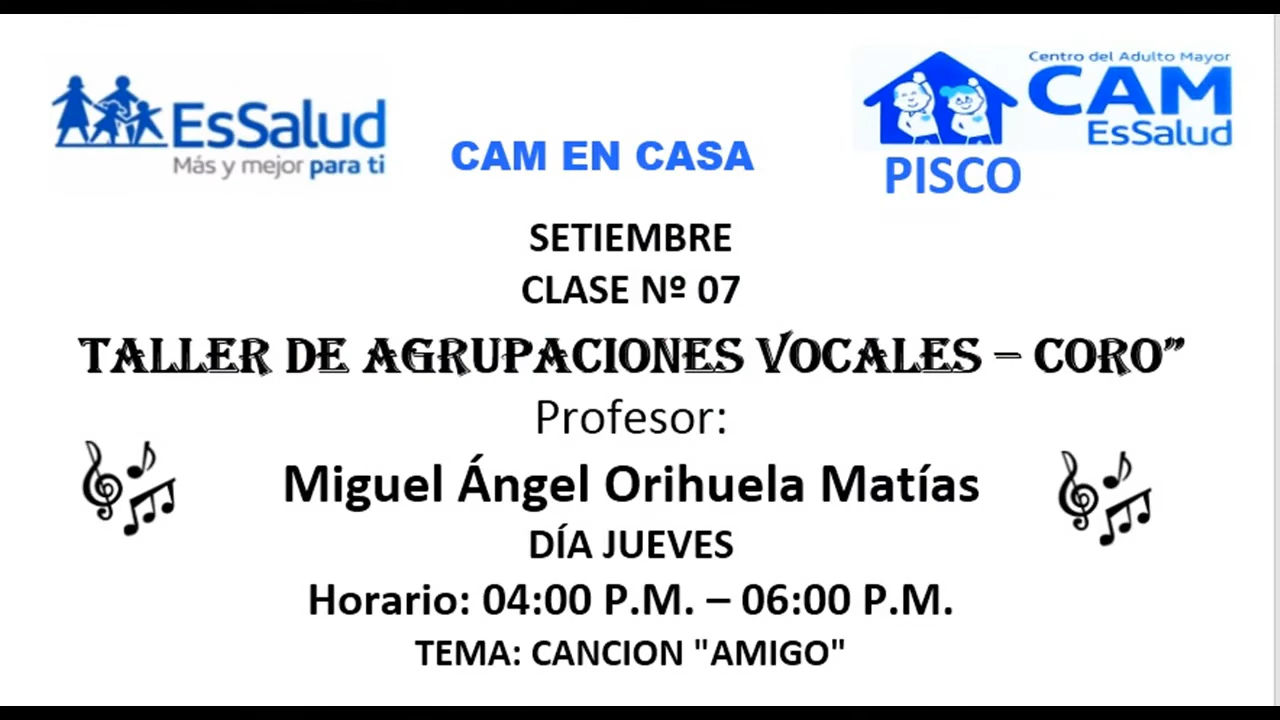 EsSalud
Más y mejor para ti
CAM EN CASA
Centro del Adulto Mayor
CAM
EsSalud
PISCO
SETIEMBRE
CLASE Nº 07
TALLER DE AGRUPACIONES VOCALES – CORO”
Profesor:
Miguel Ángel Orihuela Matías
DÍA JUEVES
Horario: 04:00 P.M. – 06:00 P.M.
TEMA: CANCION "AMIGO"